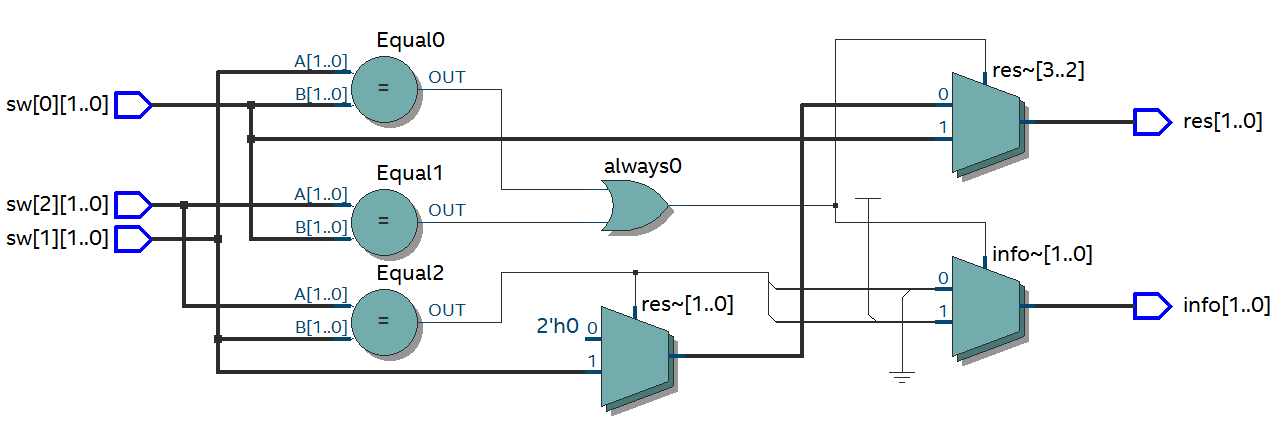 Equal0
A[1..0]
B[1..0]
=
OUT
sw[0][1..0]
res~[3..2]
0
1
res[1..0]
Equal1
A[1..0]
B[1..0]
=
OUT
always0
sw[2][1..0]
sw[1][1..0]
Equal2
A[1..0]
B[1..0]
=
OUT
res~[1..0]
2'h0
0
1
info~[1..0]
0
1
info[1..0]